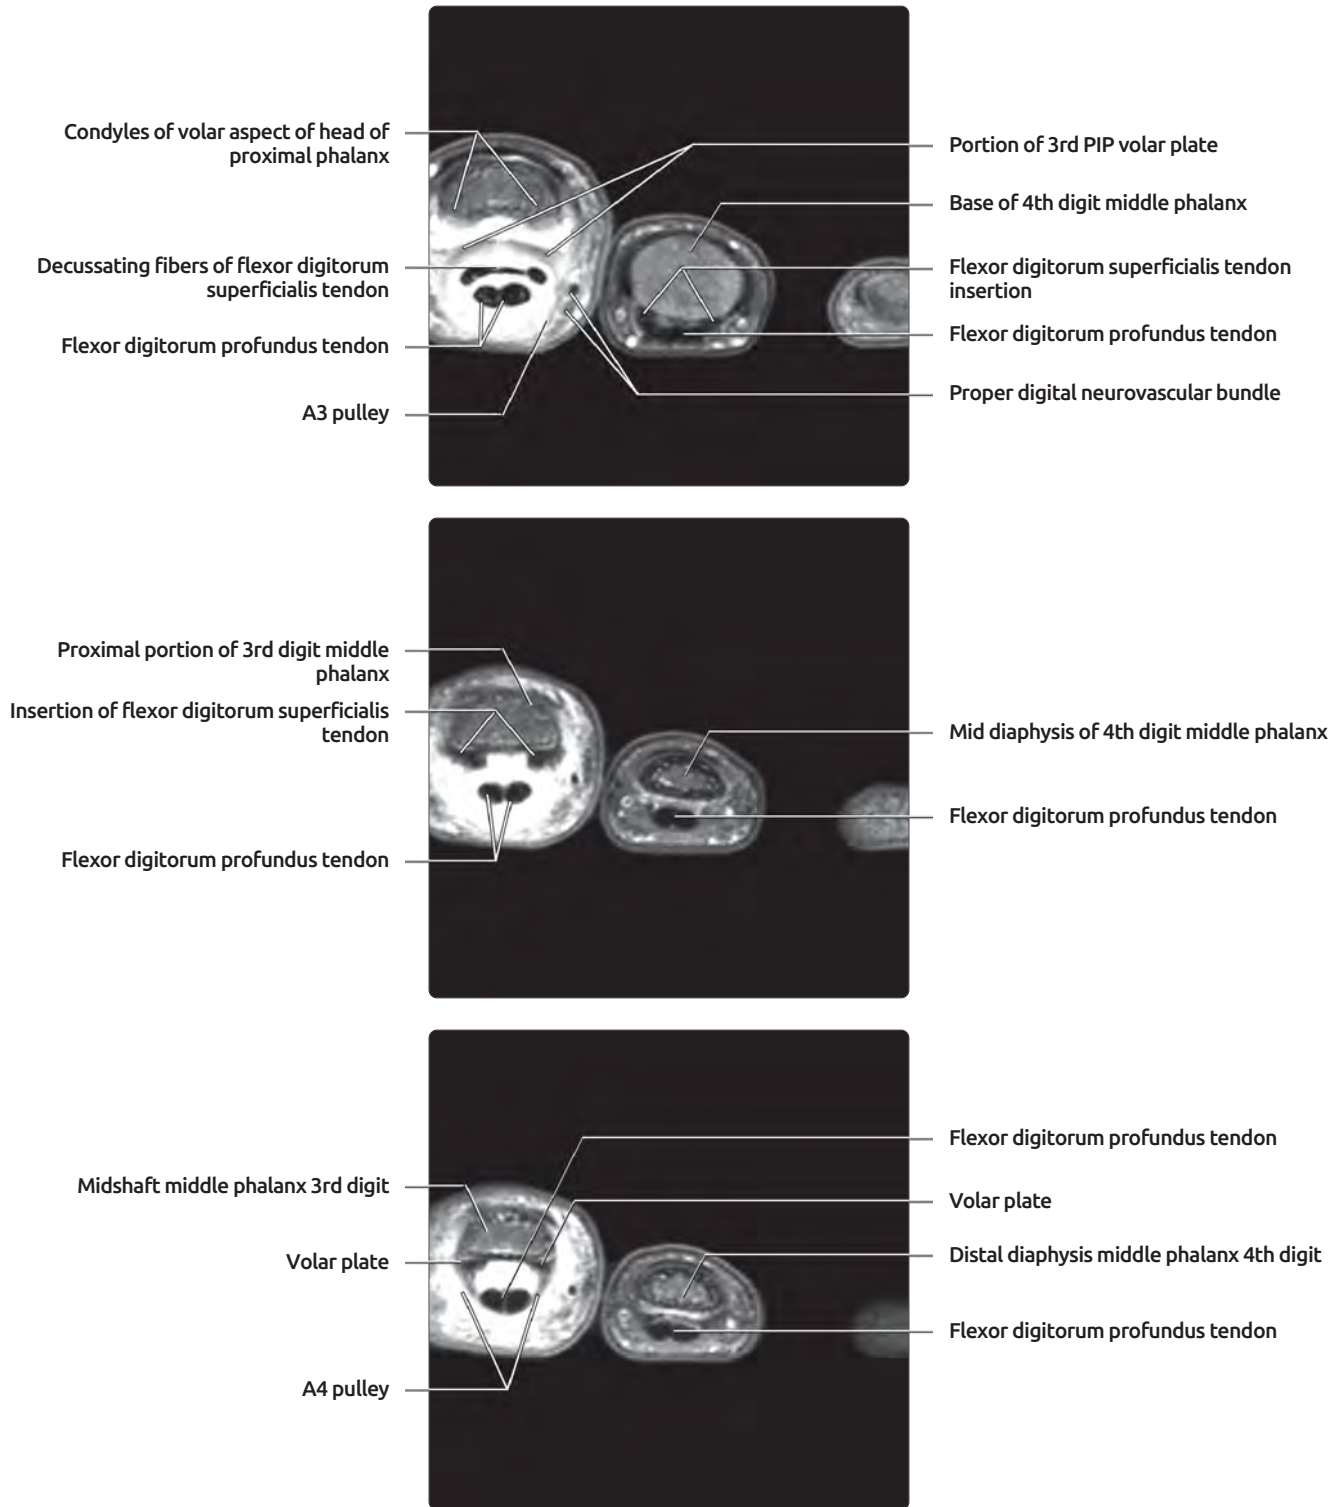 Condyles of volar aspect of head of
proximal phalanx
Decussating fibers of flexor digitorum
superficialis tendon
Flexor digitorum profundus tendon
A3 pulley
Portion of 3rd PIP volar plate
Base of 4th digit middle phalanx
Flexor digitorum superficialis tendon
insertion
Flexor digitorum profundus tendon
Proper digital neurovascular bundle
Proximal portion of 3rd digit middle
phalanx
Insertion of flexor digitorum superficialis
tendon
Flexor digitorum profundus tendon
Mid diaphysis of 4th digit middle phalanx
Flexor digitorum profundus tendon
Midshaft middle phalanx 3rd digit
Volar plate
A4 pulley
Flexor digitorum profundus tendon
Volar plate
Distal diaphysis middle phalanx 4th digit
Flexor digitorum profundus tendon